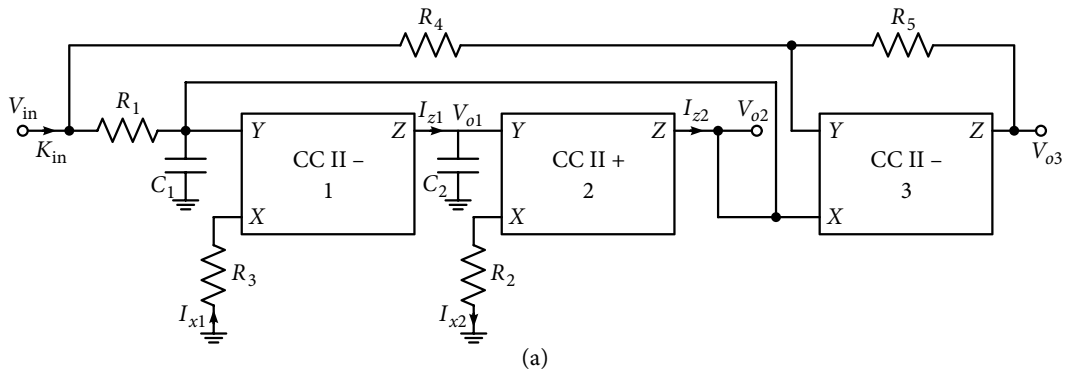 R4
R5
Vin
R1
Iz1
Vo1
Iz2
Vo2
Y
Z
Y
Z
Y
Z
Kin
CC II –
1
CC II +
2
CC II –
3
Vo3
C1
C2
X
X
X
R3
R2
Ix1
Ix2
(a)